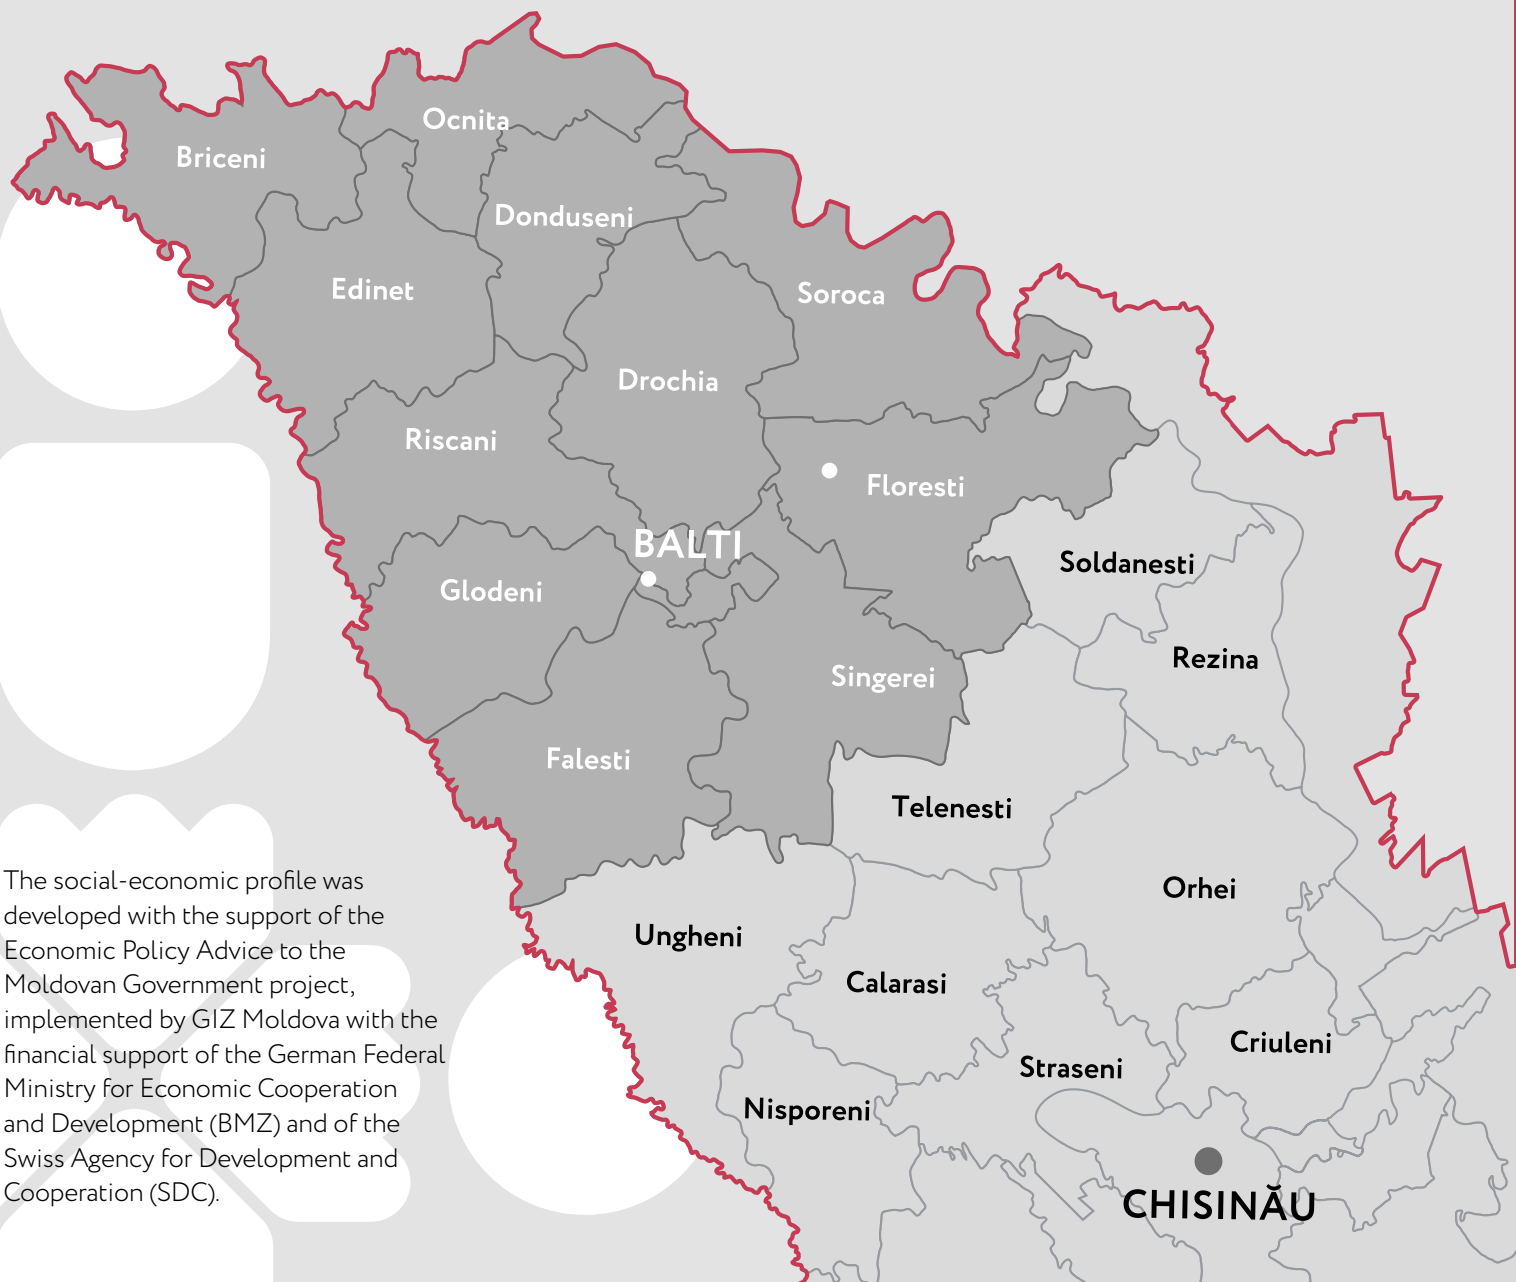 Ocnita
Briceni
Donduseni
Edinet
Soroca
Drochia
Riscani
Floresti
BALTI
Soldanesti
Glodeni
Rezina
Singerei
Falesti
Telenesti
The social-economic profile was
developed with the support of the
Economic Policy Advice to the
Moldovan Government project,
implemented by GIZ Moldova with the
financial support of the German Federal
Ministry for Economic Cooperation
and Development (BMZ) and of the
Swiss Agency for Development and
Cooperation (SDC).
Orhei
Ungheni
Calarasi
Criuleni
Straseni
Nisporeni
CHISINĂU